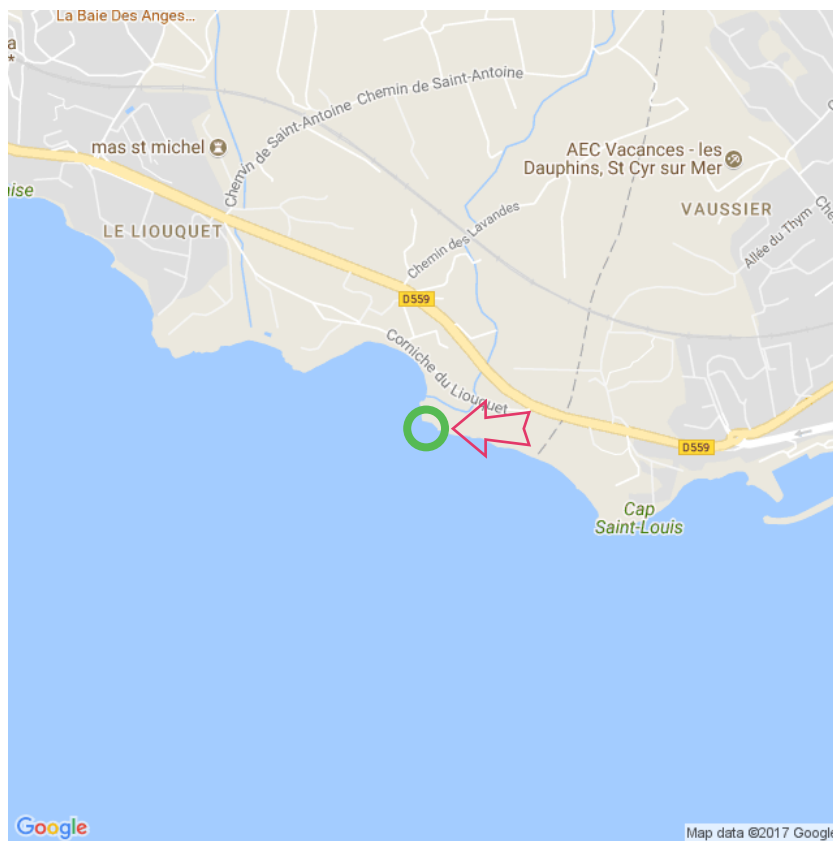 La Baie Des Anges...
a
*
Chemin de Saint-Antoine
Chemin de Saint-Antoine
mas st michel
AEC Vacances - les
Dauphins, St Cyr sur Mer
aise
LE LIOUQUET
VAUSSIER
Chemin des Lavandes
Allée du Thym
Che
D559
Corniche du Liouquet
D559
Cap
Saint-Louis
Google
Map data ©2017 Google